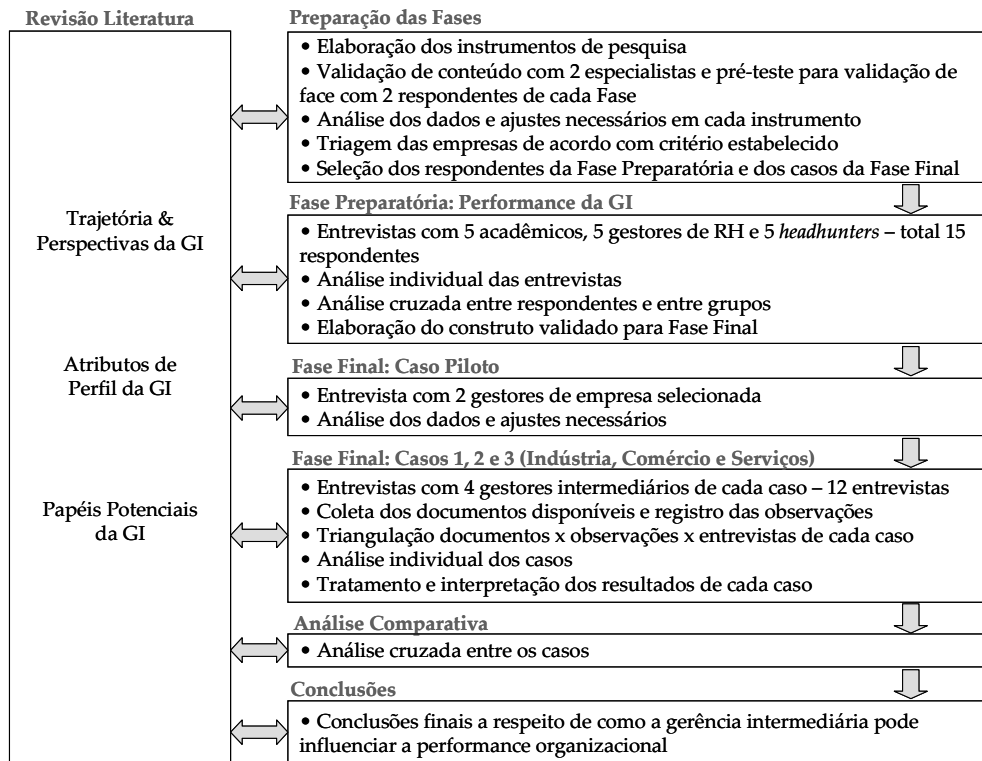 Revisão Literatura
Trajetória &
Perspectivas da GI
Atributos de
Perfil da GI
Papéis Potenciais
da GI
Preparação das Fases
• Elaboração dos instrumentos de pesquisa
• Validação de conteúdo com 2 especialistas e pré-teste para validação de
face com 2 respondentes de cada Fase
• Análise dos dados e ajustes necessários em cada instrumento
• Triagem das empresas de acordo com critério estabelecido
• Seleção dos respondentes da Fase Preparatória e dos casos da Fase Final
Fase Preparatória: Performance da GI
• Entrevistas com 5 acadêmicos, 5 gestores de RH e 5 headhunters – total 15
respondentes
• Análise individual das entrevistas
• Análise cruzada entre respondentes e entre grupos
• Elaboração do construto validado para Fase Final
Fase Final: Caso Piloto
• Entrevista com 2 gestores de empresa selecionada
• Análise dos dados e ajustes necessários
Fase Final: Casos 1, 2 e 3 (Indústria, Comércio e Serviços)
• Entrevistas com 4 gestores intermediários de cada caso – 12 entrevistas
• Coleta dos documentos disponíveis e registro das observações
• Triangulação documentos x observações x entrevistas de cada caso
• Análise individual dos casos
• Tratamento e interpretação dos resultados de cada caso
Análise Comparativa
• Análise cruzada entre os casos
Conclusões
• Conclusões finais a respeito de como a gerência intermediária pode
influenciar a performance organizacional